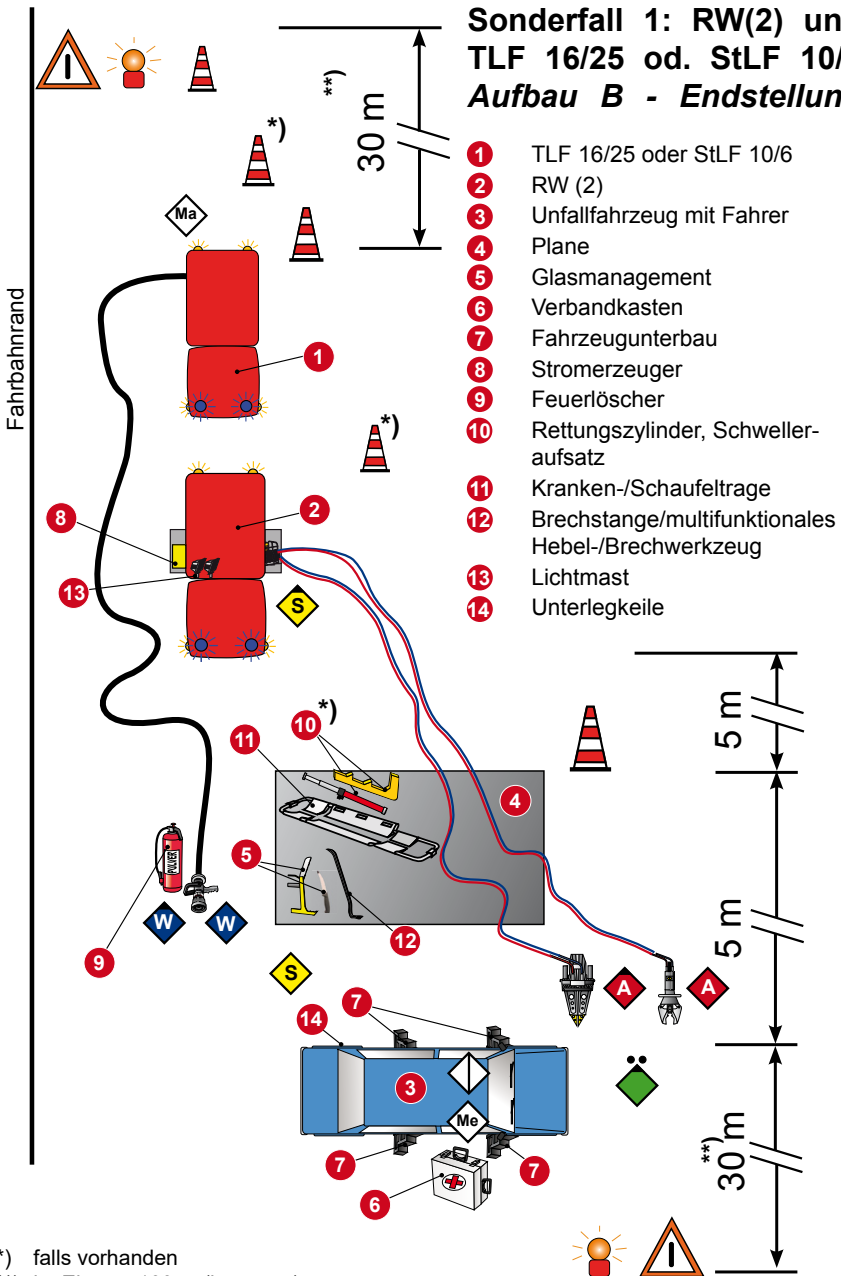 Sonderfall 1: RW(2) un
TLF 16/25 od. StLF 10/
Aufbau B - Endstellun
**)
30 m
*)
1 TLF 16/25 oder StLF 10/6
2 RW (2)
3 Unfallfahrzeug mit Fahrer
4 Plane
5 Glasmanagement
6 Verbandkasten
7 Fahrzeugunterbau
8 Stromerzeuger
9 Feuerlöscher
10 Rettungszylinder, Schweller-
aufsatz
11 Kranken-/Schaufeltrage
12 Brechstange/multifunktionales
Hebel-/Brechwerkzeug
13 Lichtmast
14 Unterlegkeile
Ma
Fahrbahnrand
1
*)
2
8
13
S
5 m
*)
10
11
4
5
PULVER
W
W
12
9
5 m
S
A
A
7
7
14
3
Me
**)
30 m
7
7
6
*) falls vorhanden